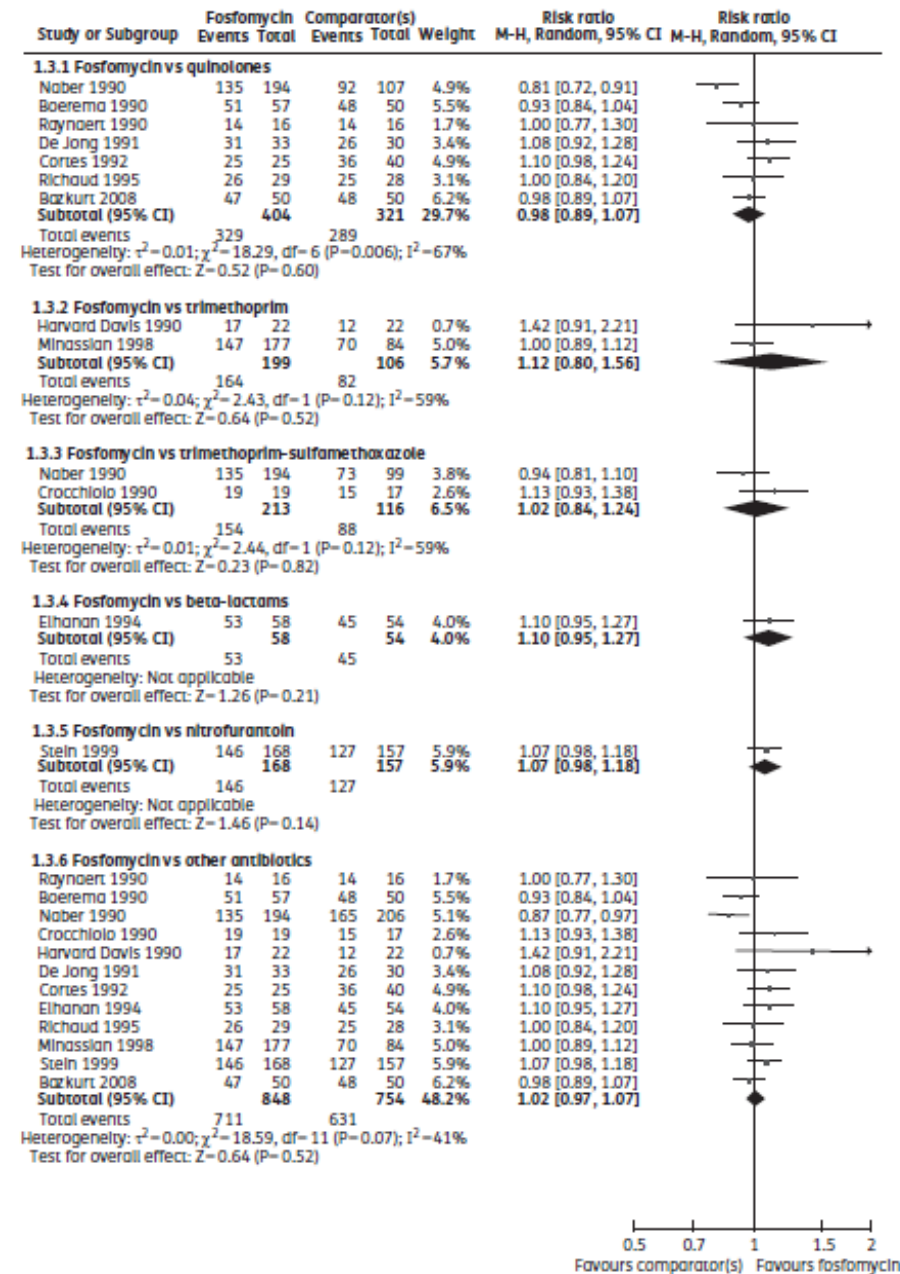 Fosfomycin Comparator(s) Risk ratio Risk ratio
Study or Subgroup Events Total Events Total Weight M-H, Random, 95% CI M-H, Random, 95% CI
1.3.1 Fosfomycin vs quinolones
Naber 1990 135 194 92 107 4.9% 0.81 [0.72, 0.91]
Boerema 1990 51 57 48 50 5.5% 0.93 [0.84, 1.04]
Raynaert 1990 14 16 14 16 1.7% 1.00 [0.77, 1.30]
De Jong 1991 31 33 26 30 3.4% 1.08 [0.92, 1.28]
Cortes 1992 25 25 36 40 4.9% 1.10 [0.98, 1.24]
Richaud 1995 26 29 25 28 3.1% 1.00 [0.84, 1.20]
Bozkurt 2008 47 50 48 50 6.2% 0.98 [0.89, 1.07]
Subtotal (95% CI) 404 321 29.7% 0.98 [0.89, 1.07]
Total events 329 289
Heterogeneity: τ²=0.01; χ²=18.29, df=6 (P=0.006); I²=67%
Test for overall effect: Z=0.52 (P=0.60)
1.3.2 Fosfomycin vs trimethoprim
Harvard Davis 1990 17 22 12 22 0.7% 1.42 [0.91, 2.21]
Minassian 1998 147 177 70 84 5.0% 1.00 [0.89, 1.12]
Subtotal (95% CI) 199 106 5.7% 1.12 [0.80, 1.56]
Total events 164 82
Heterogeneity: τ²=0.04; χ²=2.43, df=1 (P=0.12); I²=59%
Test for overall effect: Z=0.64 (P=0.52)
1.3.3 Fosfomycin vs trimethoprim-sulfamethoxazole
Naber 1990 135 194 73 99 3.8% 0.94 [0.81, 1.10]
Crocchiolo 1990 19 19 15 17 2.6% 1.13 [0.93, 1.38]
Subtotal (95% CI) 213 116 6.5% 1.02 [0.84, 1.24]
Total events 154 88
Heterogeneity: τ²=0.01; χ²=2.44, df=1 (P=0.12); I²=59%
Test for overall effect: Z=0.23 (P=0.82)
1.3.4 Fosfomycin vs beta-lactams
Elhanan 1994 53 58 45 54 4.0% 1.10 [0.95, 1.27]
Subtotal (95% CI) 58 54 4.0% 1.10 [0.95, 1.27]
Total events 53 45
Heterogeneity: Not applicable
Test for overall effect: Z=1.26 (P=0.21)
1.3.5 Fosfomycin vs nitrofurantoin
Stein 1999 146 168 127 157 5.9% 1.07 [0.98, 1.18]
Subtotal (95% CI) 168 157 5.9% 1.07 [0.98, 1.18]
Total events 146 127
Heterogeneity: Not applicable
Test for overall effect: Z=1.46 (P=0.14)
1.3.6 Fosfomycin vs other antibiotics
Raynaert 1990 14 16 14 16 1.7% 1.00 [0.77, 1.30]
Boerema 1990 51 57 48 50 5.5% 0.93 [0.84, 1.04]
Naber 1990 135 194 165 206 5.1% 0.87 [0.77, 0.97]
Crocchiolo 1990 19 19 15 17 2.6% 1.13 [0.93, 1.38]
Harvard Davis 1990 17 22 12 22 0.7% 1.42 [0.91, 2.21]
De Jong 1991 31 33 26 30 3.4% 1.08 [0.92, 1.28]
Cortes 1992 25 25 36 40 4.9% 1.10 [0.98, 1.24]
Elhanan 1994 53 58 45 54 4.0% 1.10 [0.95, 1.27]
Richaud 1995 26 29 25 28 3.1% 1.00 [0.84, 1.20]
Minassian 1998 147 177 70 84 5.0% 1.00 [0.89, 1.12]
Stein 1999 146 168 127 157 5.9% 1.07 [0.98, 1.18]
Bozkurt 2008 47 50 48 50 6.2% 0.98 [0.89, 1.07]
Subtotal (95% CI) 848 754 48.2% 1.02 [0.97, 1.07]
Total events 711 631
Heterogeneity: τ²=0.00; χ²=18.59, df=11 (P=0.07); I²=41%
Test for overall effect: Z=0.64 (P=0.52)
0.5 0.7 1 1.5 2
Favours comparator(s) Favours fosfomycin